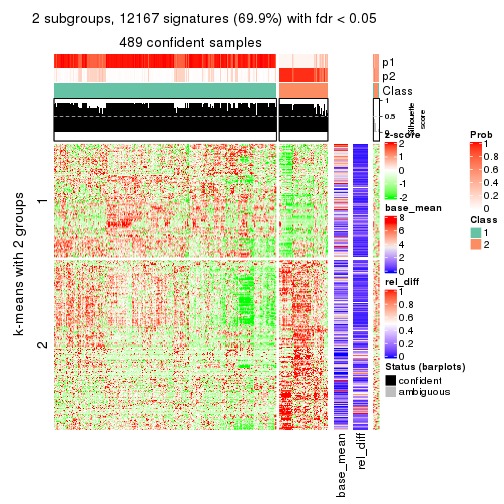 2 subgroups, 12167 signatures (69.9%) with fdr < 0.05
489 confident samples
p1
p2
Class
1
0.5
0
Silhouette
score
k-means with 2 groups
1
2
z-score
2
1
0
-1
-2
base_mean
8
6
4
2
0
rel_diff
1
0.8
0.6
0.4
0.2
0
Status (barplots)
confident
ambiguous
Prob
1
0.8
0.6
0.4
0.2
0
Class
1
2
base_mean
rel_diff